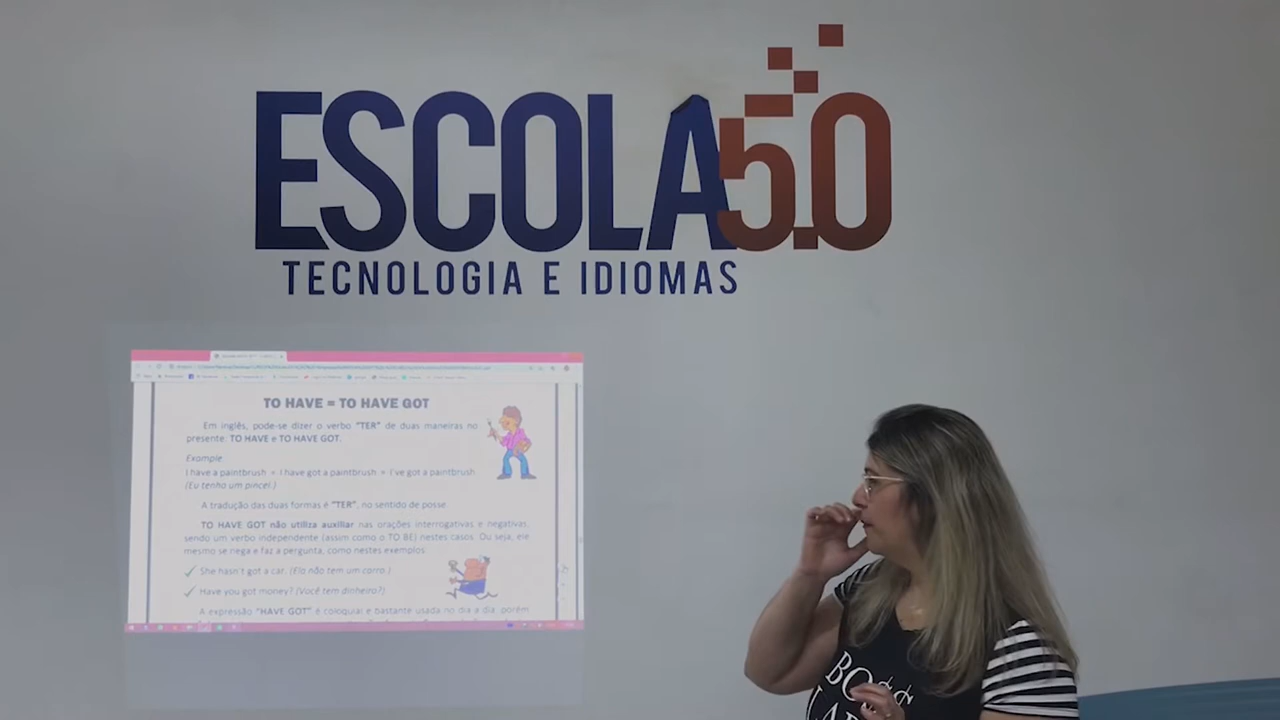 ESCOLA 5.0
TECNOLOGIA E IDIOMAS
TO HAVE = TO HAVE GOT
Em inglês, pode-se dizer o verbo "TER" de duas maneiras no
presente: TO HAVE e TO HAVE GOT.
Example:
I have a paintbrush = I have got a paintbrush = I've got a paintbrush
(Eu tenho um pincel.)
A tradução das duas formas é "TER", no sentido de posse.
TO HAVE GOT não utiliza auxiliar nas orações interrogativas e negativas,
sendo um verbo independente (assim como o TO BE) nestes casos. Ou seja, ele
mesmo se nega e faz a pergunta, como nestes exemplos:
✓ She hasn't got a car. (Ela não tem um carro.)
✓ Have you got money? (Você tem dinheiro?)
A expressão "HAVE GOT" é coloquial e bastante usada no dia a dia, porém
BO$$